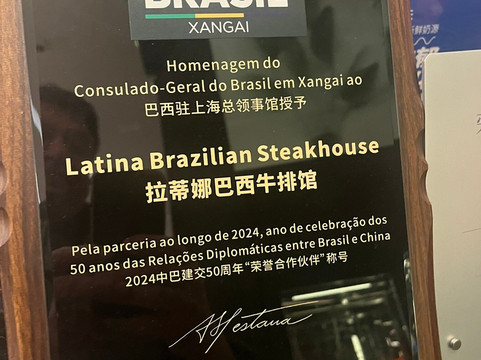 BRASIL
XANGAI
Homenagem do
Consulado-Geral do Brasil em Xangai ao
巴西驻上海总领事馆授予
Latina Brazilian Steakhouse
拉蒂娜巴西牛排馆
Pela parceria ao longo de 2024, ano de celebração dos
50 anos das Relações Diplomáticas entre Brasil e China
2024中巴建交50周年“荣誉合作伙伴”称号